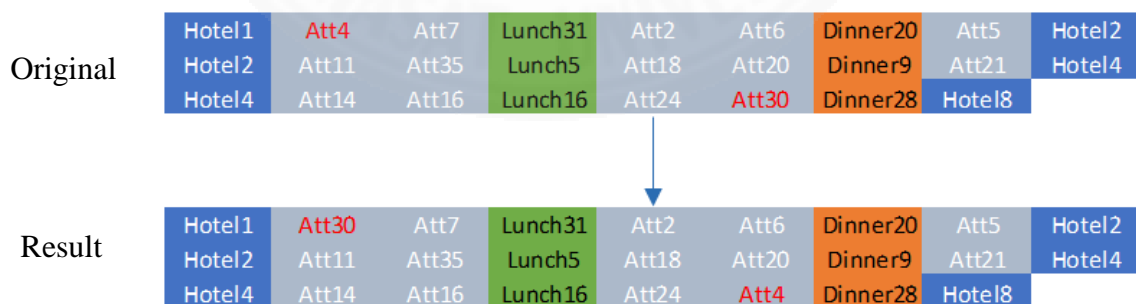 Hotel1 Att4 Att7 Lunch31 Att2 Att6 Dinner20 Att5 Hotel2
Original Hotel2 Att11 Att35 Lunch5 Att18 Att20 Dinner9 Att21 Hotel4
Hotel4 Att14 Att16 Lunch16 Att24 Att30 Dinner28 Hotel8
Hotel1 Att30 Att7 Lunch31 Att2 Att6 Dinner20 Att5 Hotel2
Result Hotel2 Att11 Att35 Lunch5 Att18 Att20 Dinner9 Att21 Hotel4
Hotel4 Att14 Att16 Lunch16 Att24 Att4 Dinner28 Hotel8